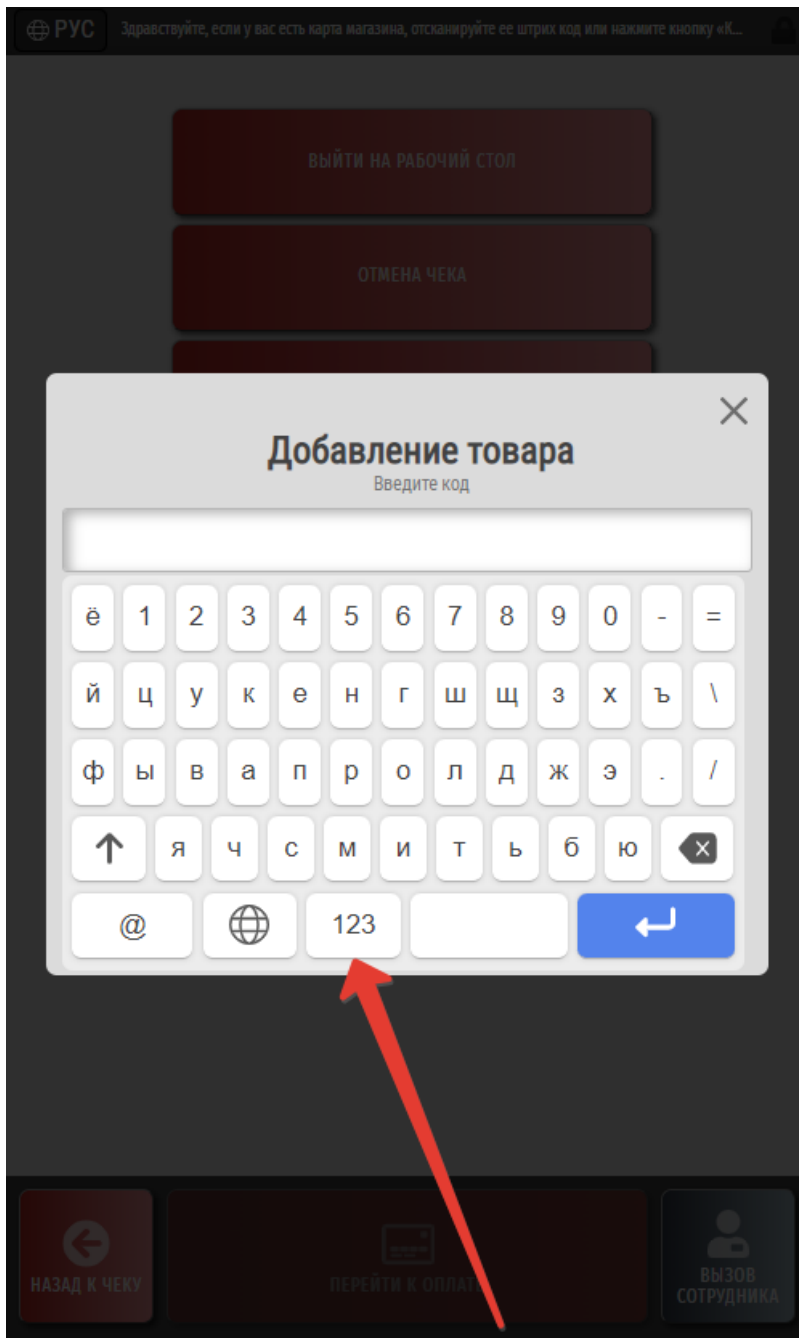 РУС Здравствуйте, если у вас есть карта магазина, отсканируйте ее штрих код или нажмите кнопку «К...
ВЫЙТИ НА РАБОЧИЙ СТОЛ
ОТМЕНА ЧЕКА
Добавление товара
Введите код
ё 1 2 3 4 5 6 7 8 9 0 - =
й ц у к е н г ш щ з х ъ \
ф ы в а п р о л д ж э . /
я ч с м и т ь б ю
@ 123
НАЗАД К ЧЕКУ
ПЕРЕЙТИ К ОПЛАТ
ВЫЗОВ
СОТРУДНИКА